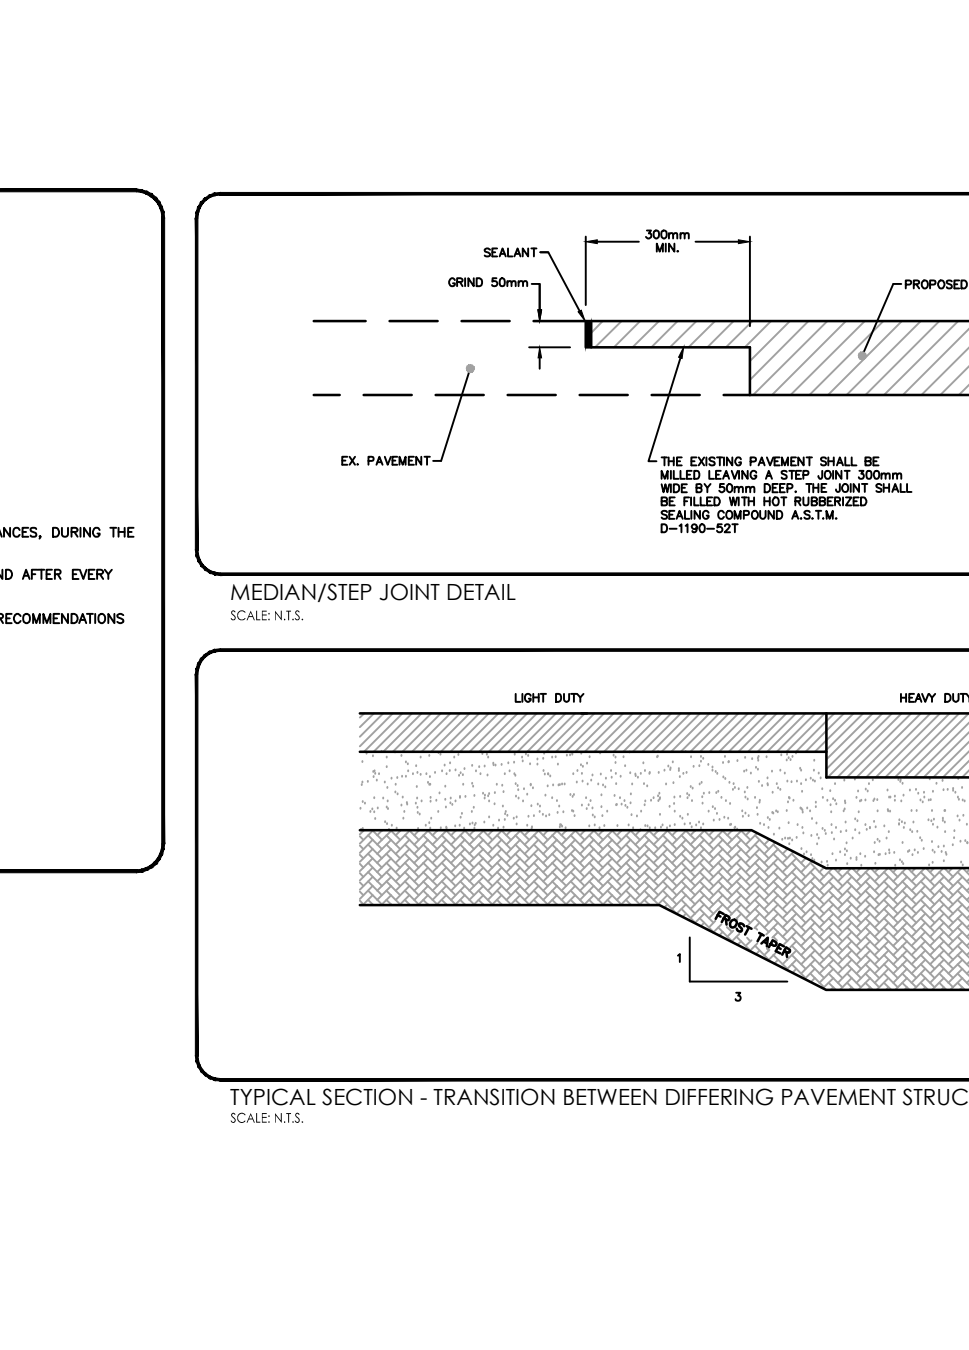 ANCES, DURING THE
ND AFTER EVERY
RECOMMENDATIONS
300mm
MIN.
SEALANT
GRIND 50mm
PROPOSED
EX. PAVEMENT
THE EXISTING PAVEMENT SHALL BE
MILLED LEAVING A STEP JOINT 300mm
WIDE BY 50mm DEEP. THE JOINT SHALL
BE FILLED WITH HOT RUBBERIZED
SEALING COMPOUND A.S.T.M.
D-1190-52T
MEDIAN/STEP JOINT DETAIL
SCALE: N.T.S.
LIGHT DUTY
HEAVY DUTY
FROST TAPER
1
3
TYPICAL SECTION - TRANSITION BETWEEN DIFFERING PAVEMENT STRUC
SCALE: N.T.S.